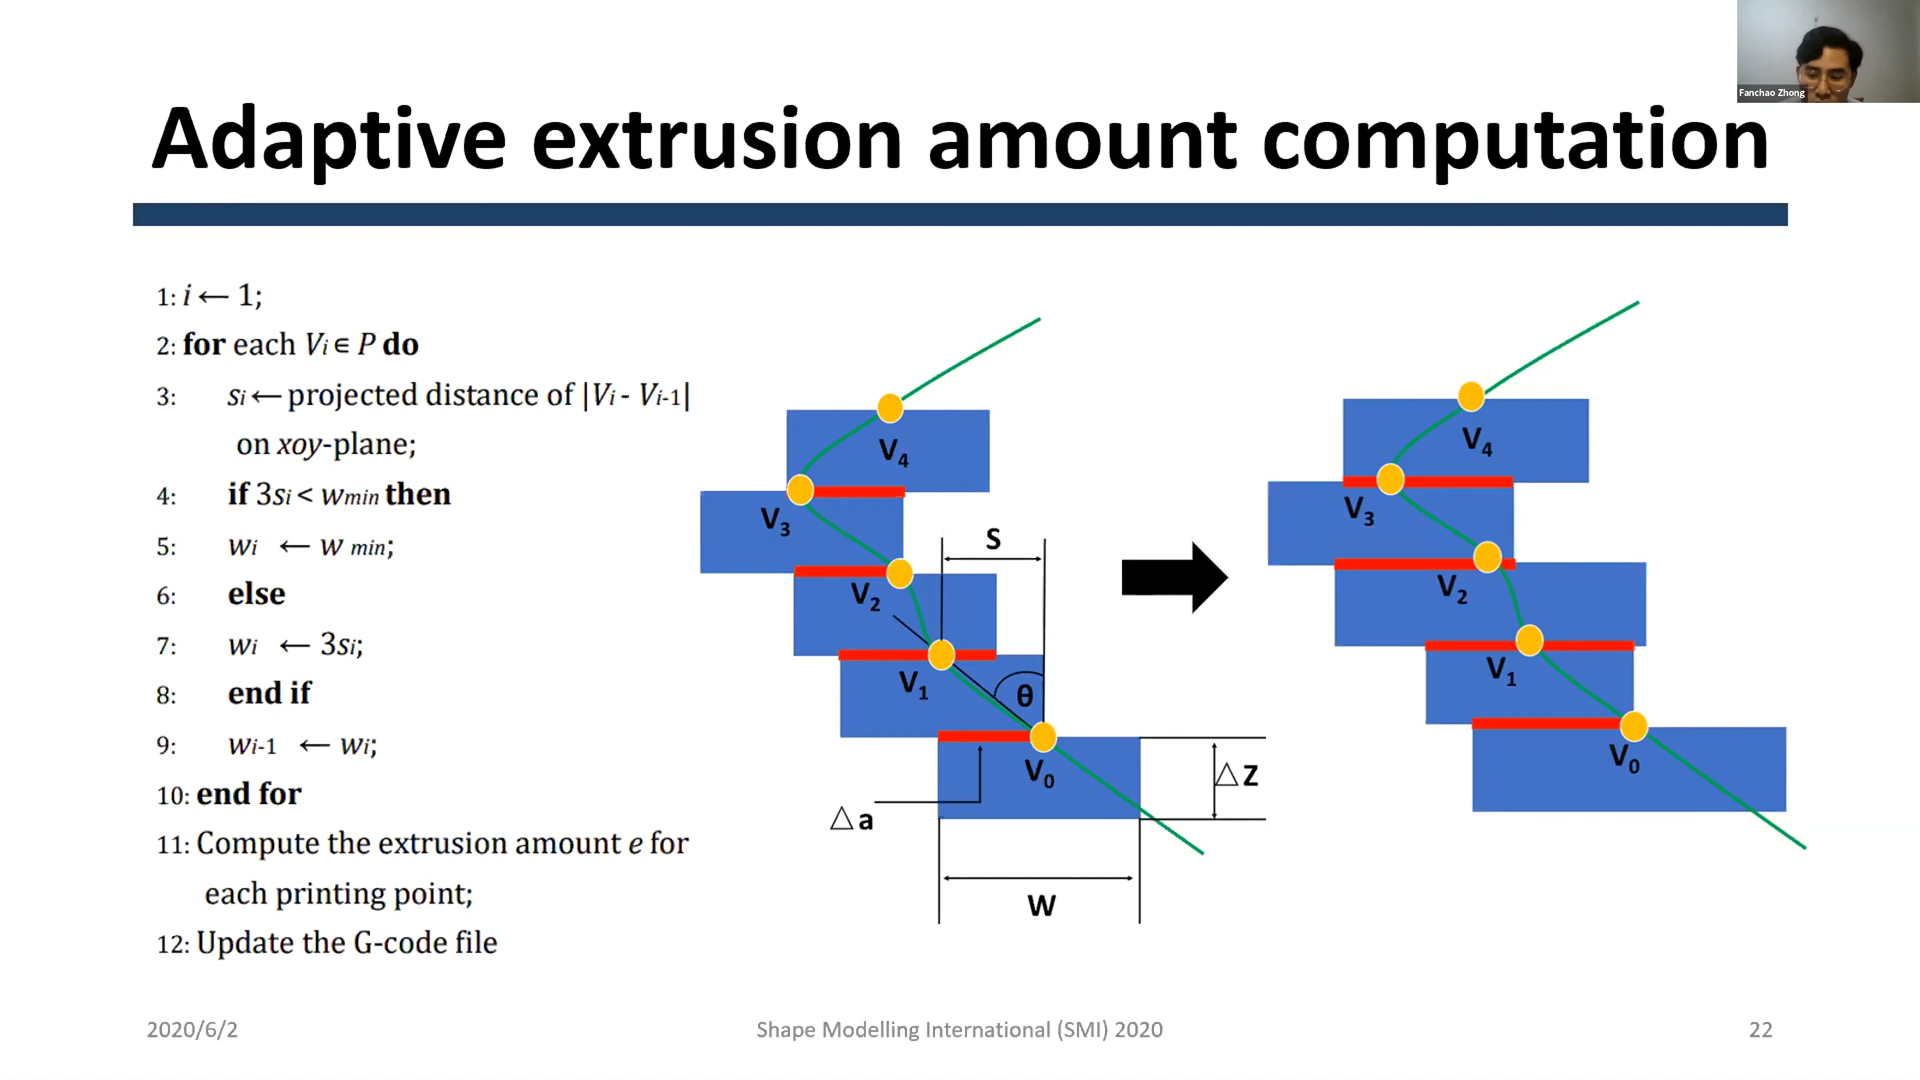 Fanchao Zhong
Adaptive extrusion amount computation
1: i ← 1;
2: for each Vi ∈ P do
3: si ← projected distance of |Vi - Vi-1|
on xoy-plane;
4: if 3si < wmin then
5: wi ← w min;
6: else
7: wi ← 3si;
8: end if
9: wi-1 ← wi;
10: end for
11: Compute the extrusion amount e for
each printing point;
12: Update the G-code file
V4
V3
S
V2
V1
θ
V0
△z
△a
W
V4
V3
V2
V1
V0
2020/6/2
Shape Modelling International (SMI) 2020
22